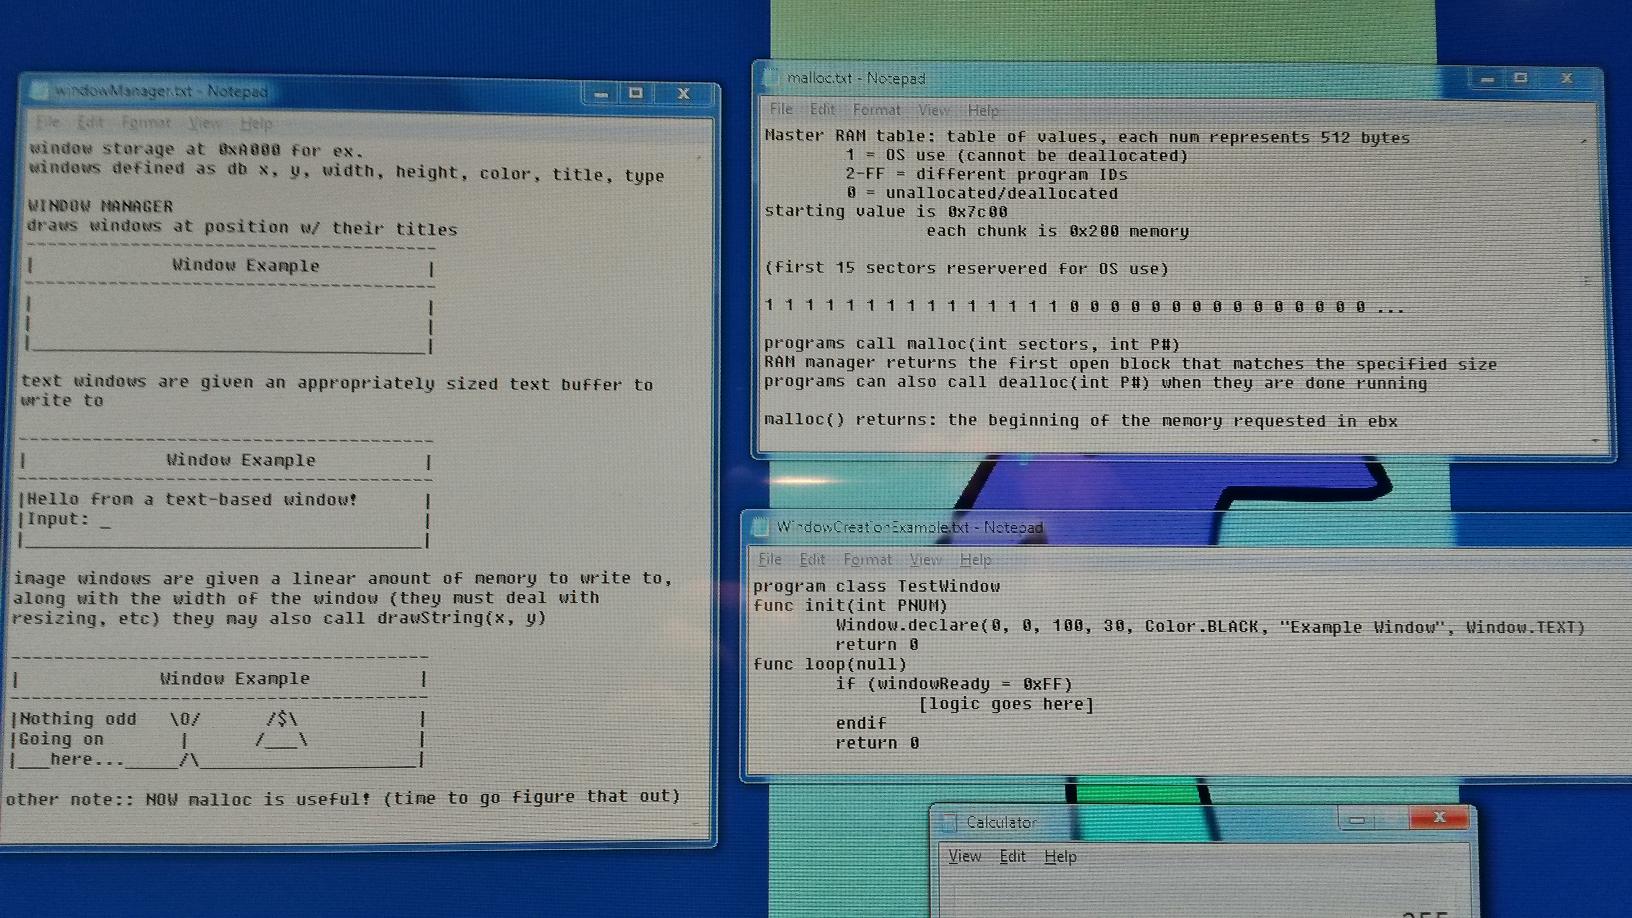 windowManager.txt - Notepad
File Edit Format View Help
window storage at 0xA000 for ex.
windows defined as db x, y, width, height, color, title, type
WINDOW MANAGER
draws windows at position w/ their titles
-----------------------------------------
|              Window Example           |
-----------------------------------------
|                                       |
|                                       |
|_______________________________________|
text windows are given an appropriately sized text buffer to
write to
-----------------------------------------
|              Window Example           |
-----------------------------------------
|Hello from a text-based window!        |
|Input: _                               |
|_______________________________________|
image windows are given a linear amount of memory to write to,
along with the width of the window (they must deal with
resizing, etc) they may also call drawString(x, y)
-----------------------------------------
|              Window Example           |
-----------------------------------------
|Nothing odd   \0/      /$\             |
|Going on       |      /___\            |
|___here..._____/\______________________|
other note:: NOW malloc is useful! (time to go figure that out)
malloc.txt - Notepad
File Edit Format View Help
Master RAM table: table of values, each num represents 512 bytes
1 = OS use (cannot be deallocated)
2-FF = different program IDs
0 = unallocated/deallocated
starting value is 0x7c00
each chunk is 0x200 memory
(first 15 sectors reservered for OS use)
1 1 1 1 1 1 1 1 1 1 1 1 1 1 1 0 0 0 0 0 0 0 0 0 0 0 0 0 0 0 ...
programs call malloc(int sectors, int P#)
RAM manager returns the first open block that matches the specified size
programs can also call dealloc(int P#) when they are done running
malloc() returns: the beginning of the memory requested in ebx
WindowCreationExample.txt - Notepad
File Edit Format View Help
program class TestWindow
func init(int PNUM)
Window.declare(0, 0, 100, 30, Color.BLACK, "Example Window", Window.TEXT)
return 0
func loop(null)
if (windowReady = 0xFF)
[logic goes here]
endif
return 0
Calculator
View Edit Help